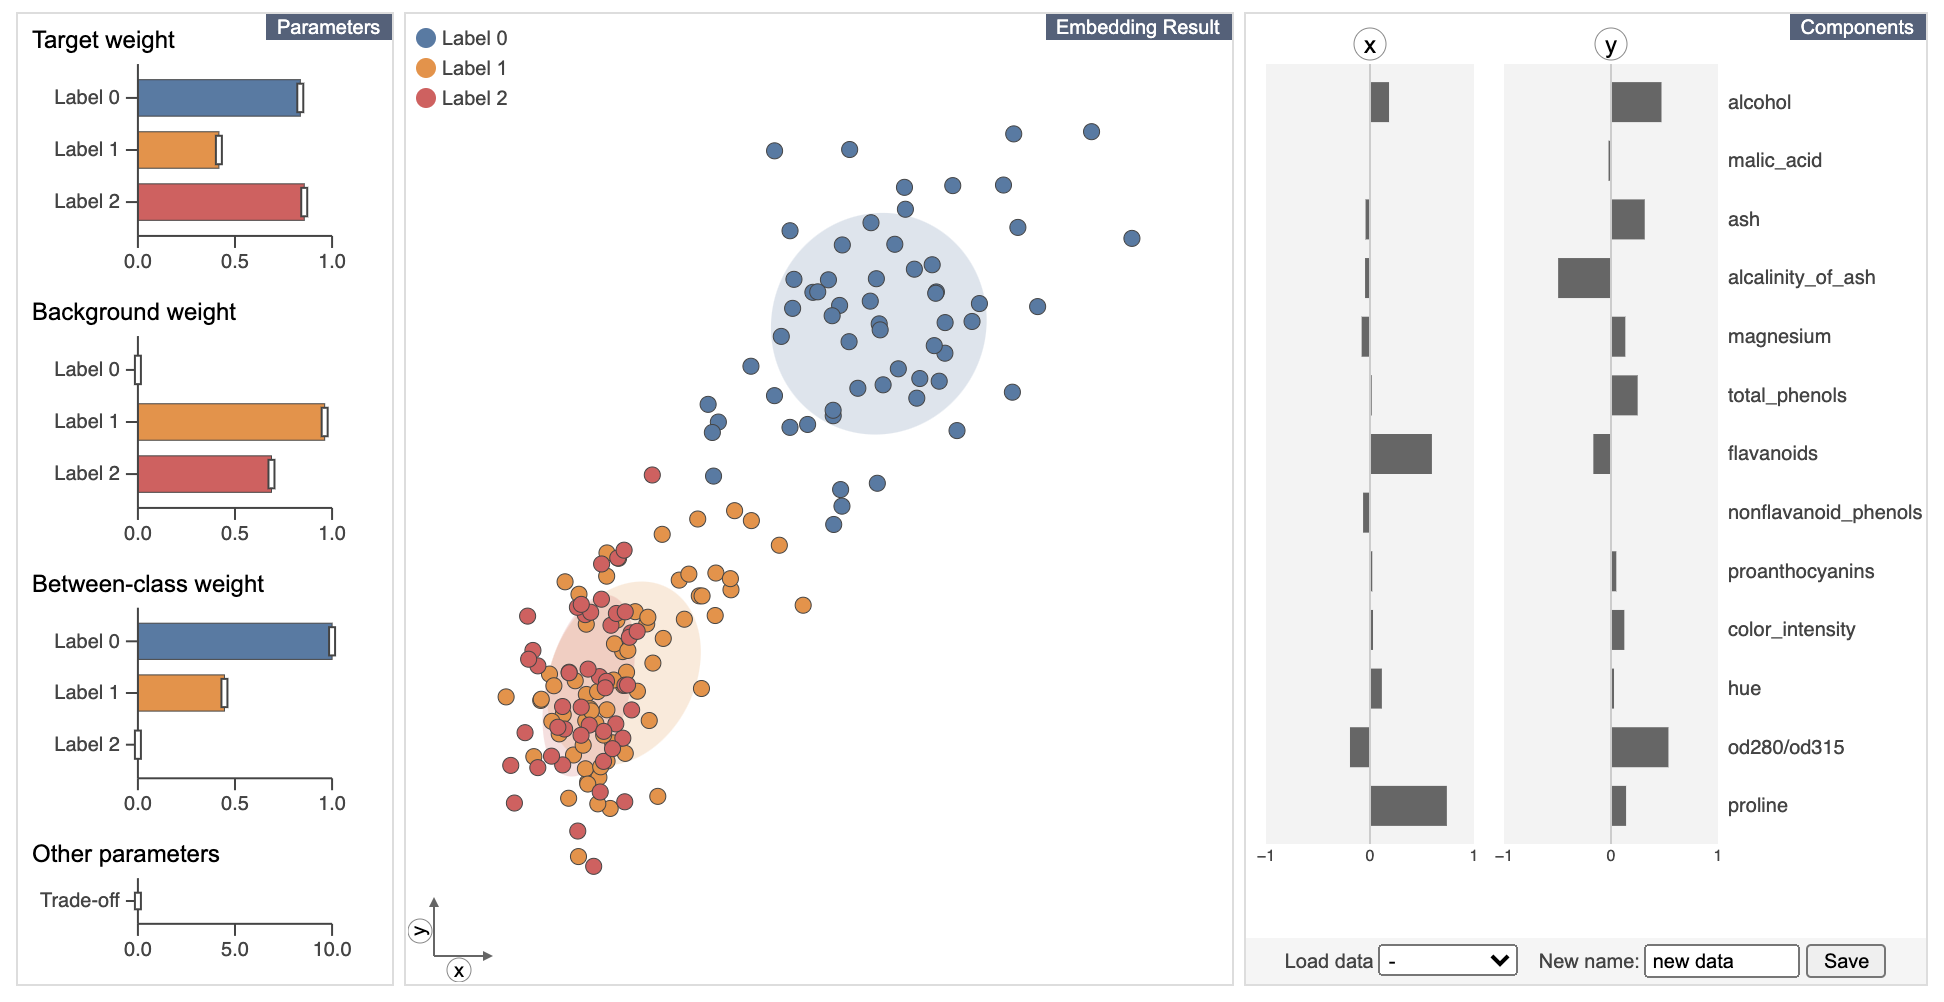 Parameters
Target weight
Label 0
Label 1
Label 2
0.0 0.5 1.0
Background weight
Label 0
Label 1
Label 2
0.0 0.5 1.0
Between-class weight
Label 0
Label 1
Label 2
0.0 0.5 1.0
Other parameters
Trade-off
0.0 5.0 10.0
Embedding Result
Label 0
Label 1
Label 2
y
x
Components
x y
alcohol
malic_acid
ash
alcalinity_of_ash
magnesium
total_phenols
flavanoids
nonflavanoid_phenols
proanthocyanins
color_intensity
hue
od280/od315
proline
−1 0 1 −1 0 1
Load data - New name: new data Save